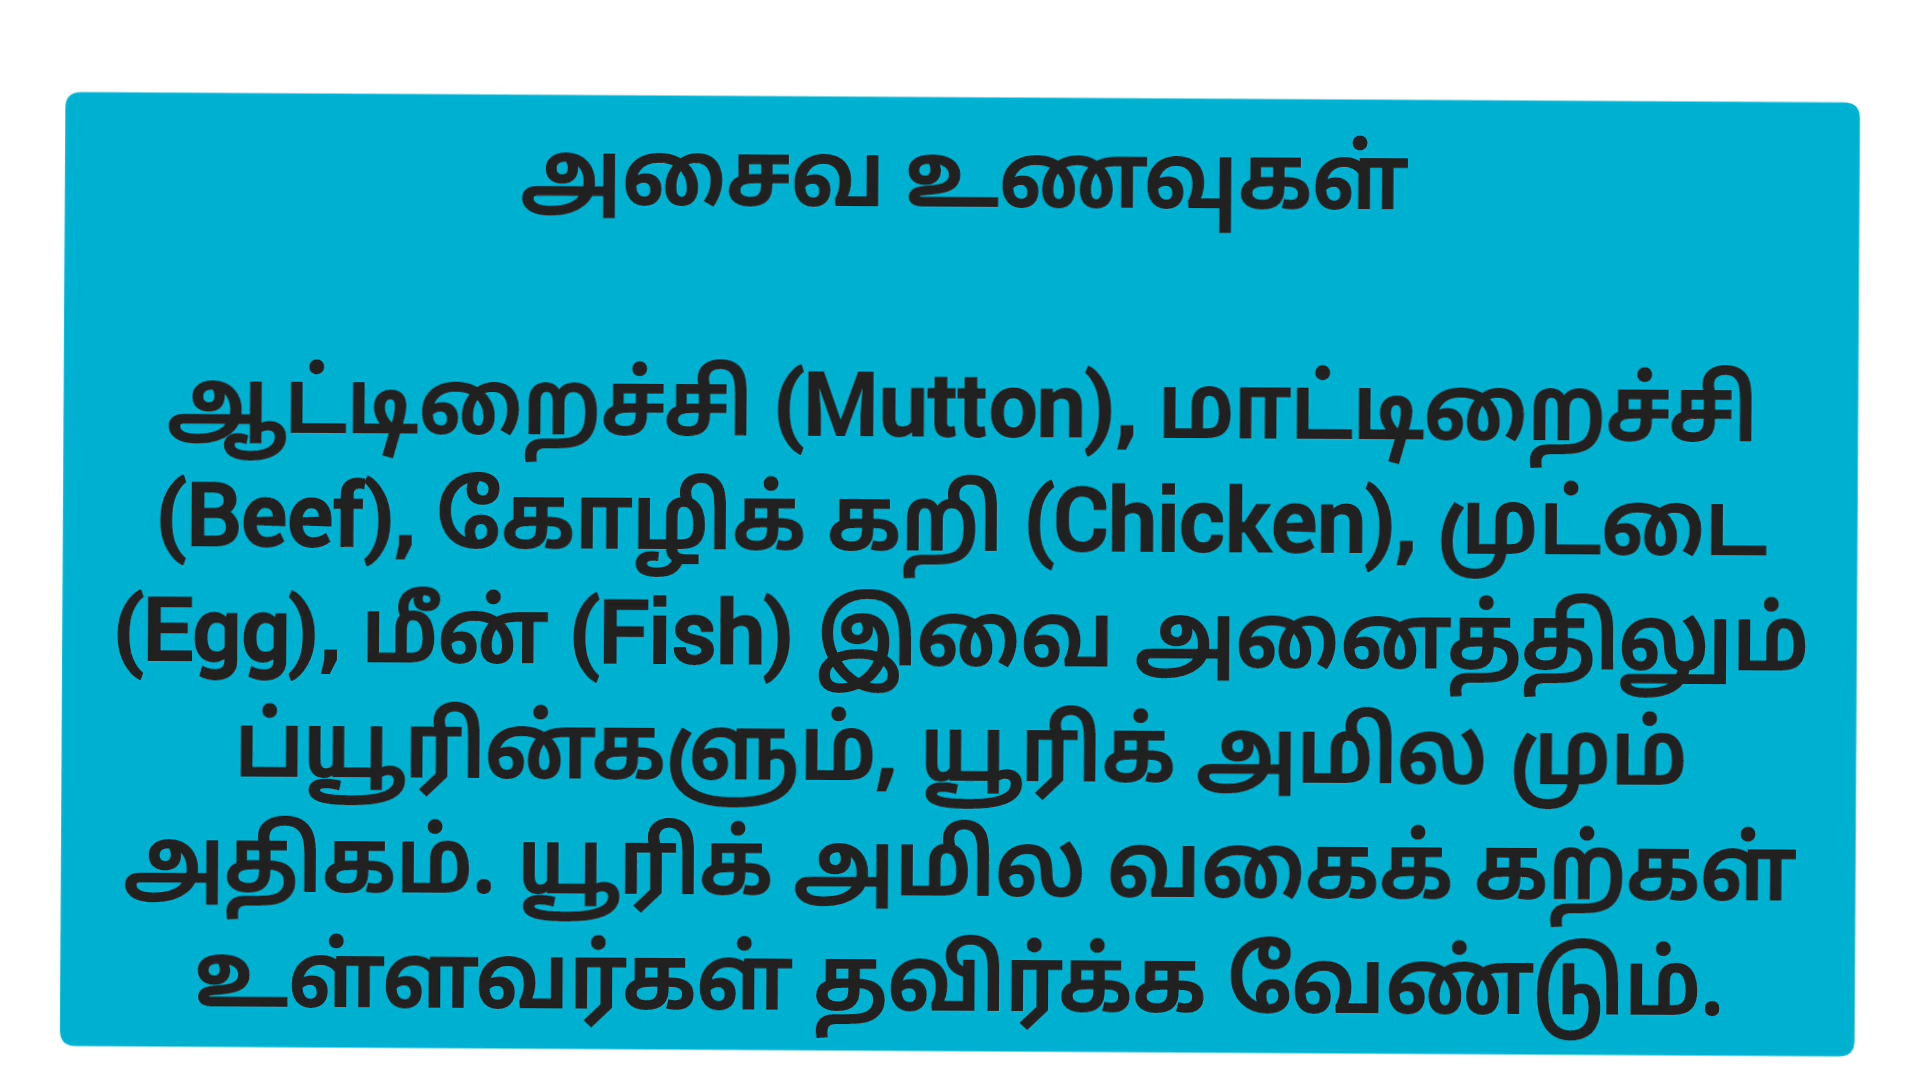 அசைவ உணவுகள்
ஆட்டிறைச்சி (Mutton), மாட்டிறைச்சி
(Beef), கோழிக் கறி (Chicken), முட்டை
(Egg), மீன் (Fish) இவை அனைத்திலும்
ப்யூரின்களும், யூரிக் அமில மும்
அதிகம். யூரிக் அமில வகைக் கற்கள்
உள்ளவர்கள் தவிர்க்க வேண்டும்.